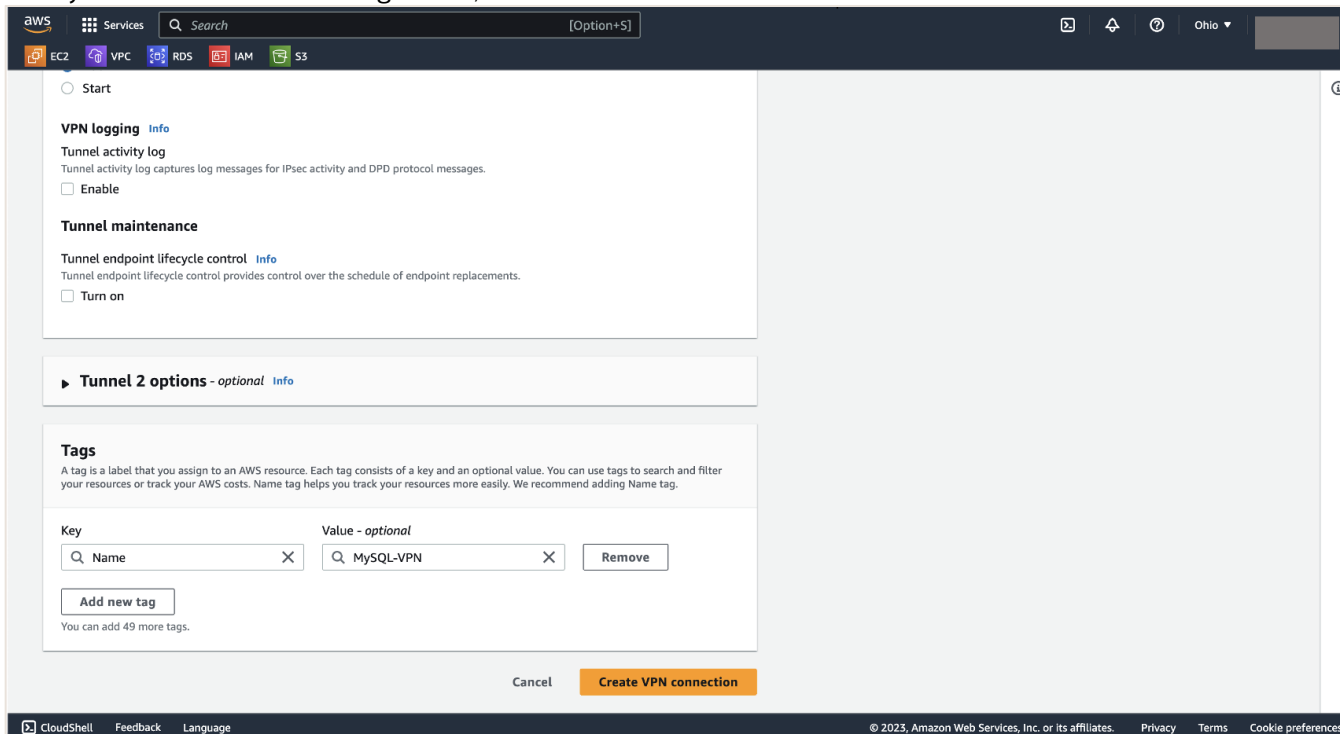 aws Services Search [Option+S] Ohio
EC2 VPC RDS IAM S3
Start
VPN logging Info
Tunnel activity log
Tunnel activity log captures log messages for IPsec activity and DPD protocol messages.
Enable
Tunnel maintenance
Tunnel endpoint lifecycle control Info
Tunnel endpoint lifecycle control provides control over the schedule of endpoint replacements.
Turn on
Tunnel 2 options - optional Info
Tags
A tag is a label that you assign to an AWS resource. Each tag consists of a key and an optional value. You can use tags to search and filter
your resources or track your AWS costs. Name tag helps you track your resources more easily. We recommend adding Name tag.
Key Value - optional
Name MySQL-VPN Remove
Add new tag
You can add 49 more tags.
Cancel Create VPN connection
CloudShell Feedback Language © 2023, Amazon Web Services, Inc. or its affiliates. Privacy Terms Cookie preferences